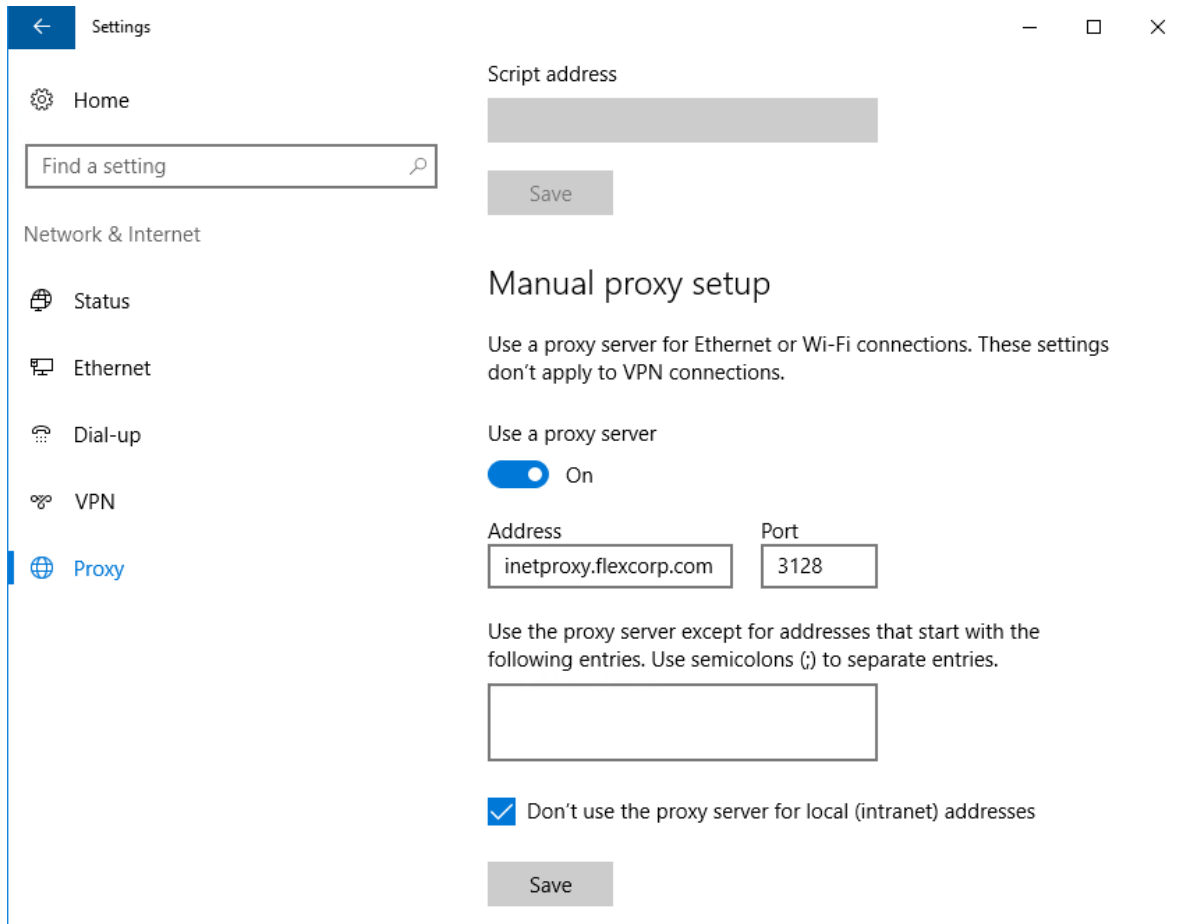 Settings
Home
Find a setting
Network & Internet
Status
Ethernet
Dial-up
VPN
Proxy
Script address
Save
Manual proxy setup
Use a proxy server for Ethernet or Wi-Fi connections. These settings
don't apply to VPN connections.
Use a proxy server
On
Address Port
inetproxy.flexcorp.com 3128
Use the proxy server except for addresses that start with the
following entries. Use semicolons (;) to separate entries.
Don't use the proxy server for local (intranet) addresses
Save